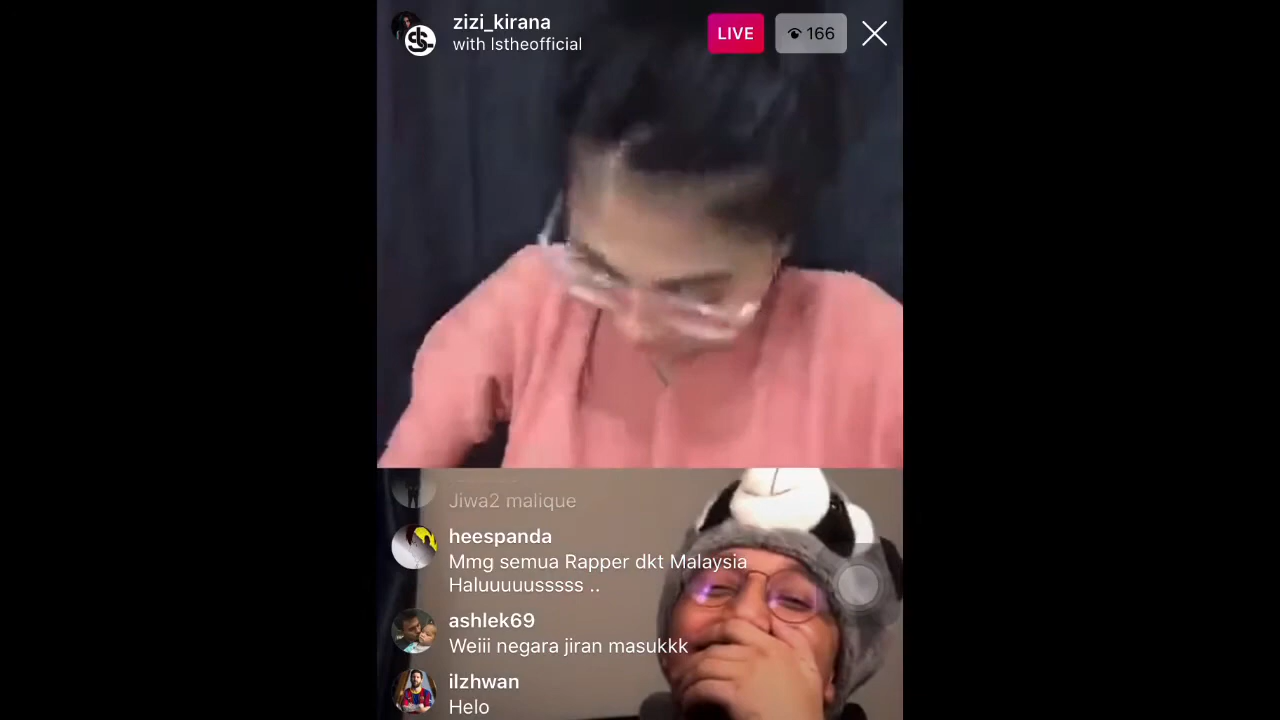 zizi_kirana
with lstheofficial
LIVE
166
Jiwa2 malique
heespanda
Mmg semua Rapper dkt Malaysia
Haluuuuusssss ..
ashlek69
Weiii negara jiran masukkk
ilzhwan
Helo